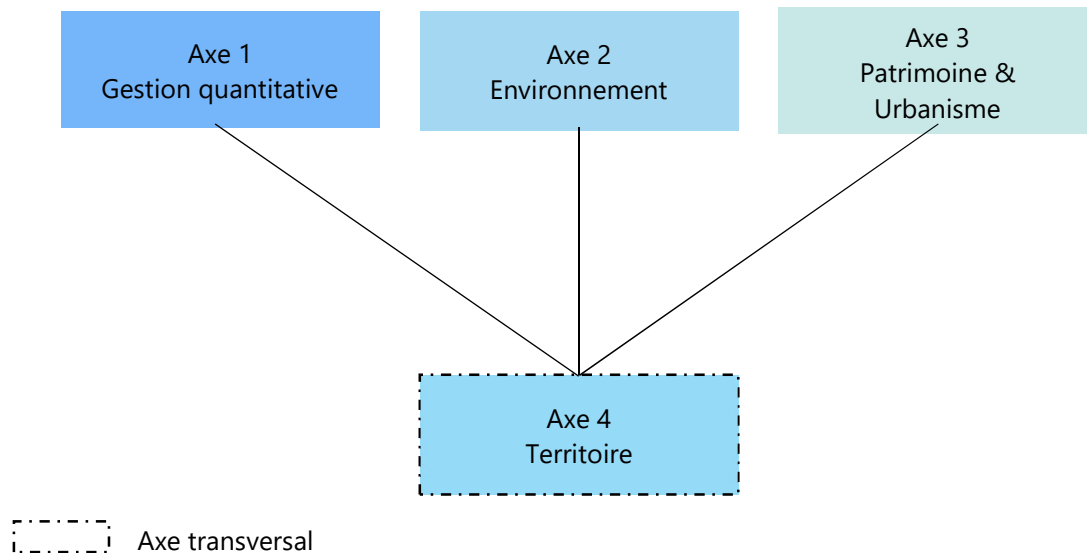 Axe 1
Gestion quantitative
Axe 2
Environnement
Axe 3
Patrimoine &
Urbanisme
Axe 4
Territoire
Axe transversal